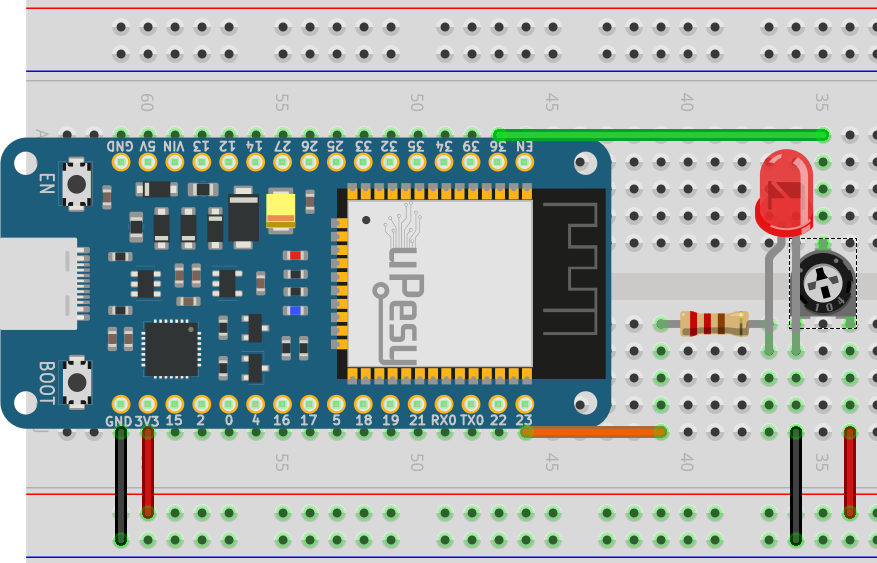 60 55 50 45 40 35
A
GND 5V VIN 13 12 14 27 26 25 33 32 35 34 39 36 EN
EN
uPesy
104
BOOT
GND 3V3 15 2 0 4 16 17 5 18 19 21 RX0 TX0 22 23
J
55 50 45 40 35